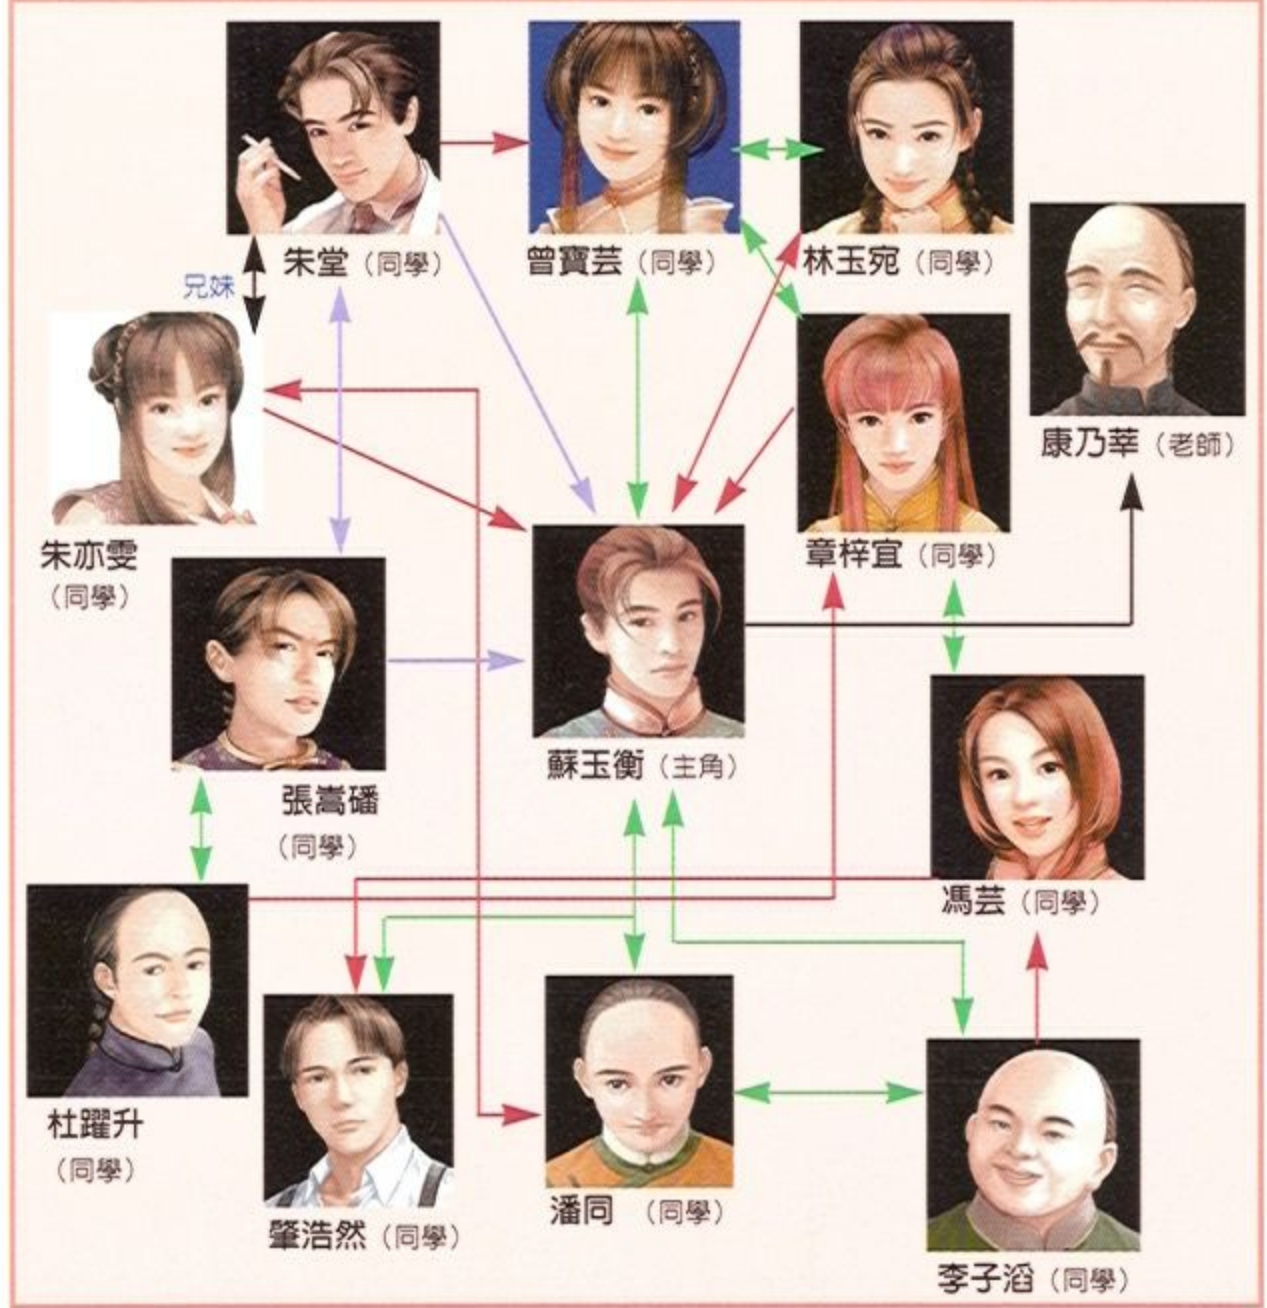 朱堂（同學）
曾寶芸（同學）
林玉宛（同學）
兄妹
康乃莘（老師）
朱亦雯
（同學）
章梓宜（同學）
蘇玉衡（主角）
張嵩磻
（同學）
馮芸（同學）
杜躍升
（同學）
肇浩然（同學）
潘同（同學）
李子滔（同學）